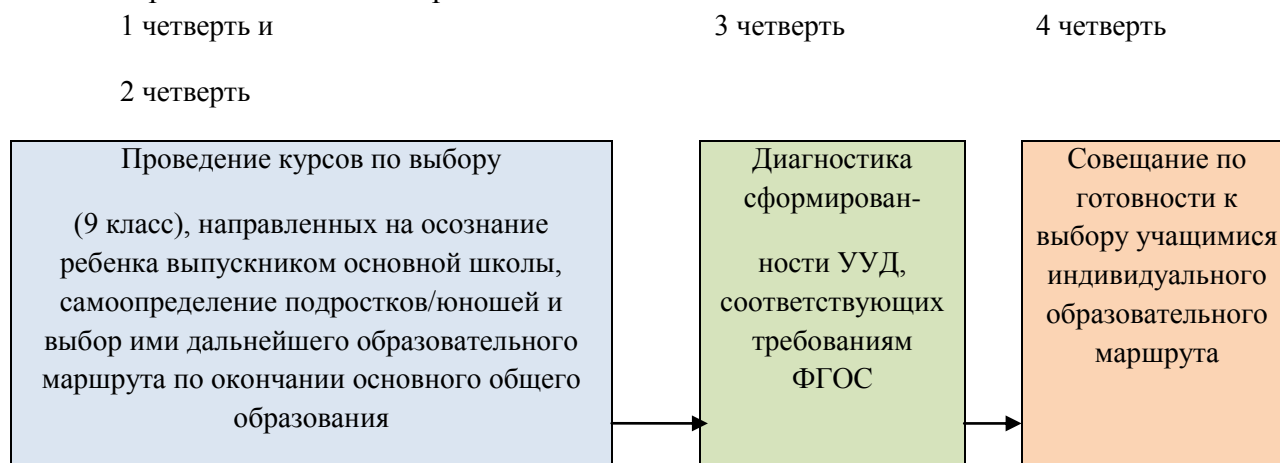 1 четверть и
2 четверть
3 четверть
4 четверть
Проведение курсов по выбору
(9 класс), направленных на осознание
ребенка выпускником основной школы,
самоопределение подростков/юношей и
выбор ими дальнейшего образовательного
маршрута по окончании основного общего
образования
Диагностика
сформирован-
ности УУД,
соответствующих
требованиям
ФГОС
Совещание по
готовности к
выбору учащимися
индивидуального
образовательного
маршрута